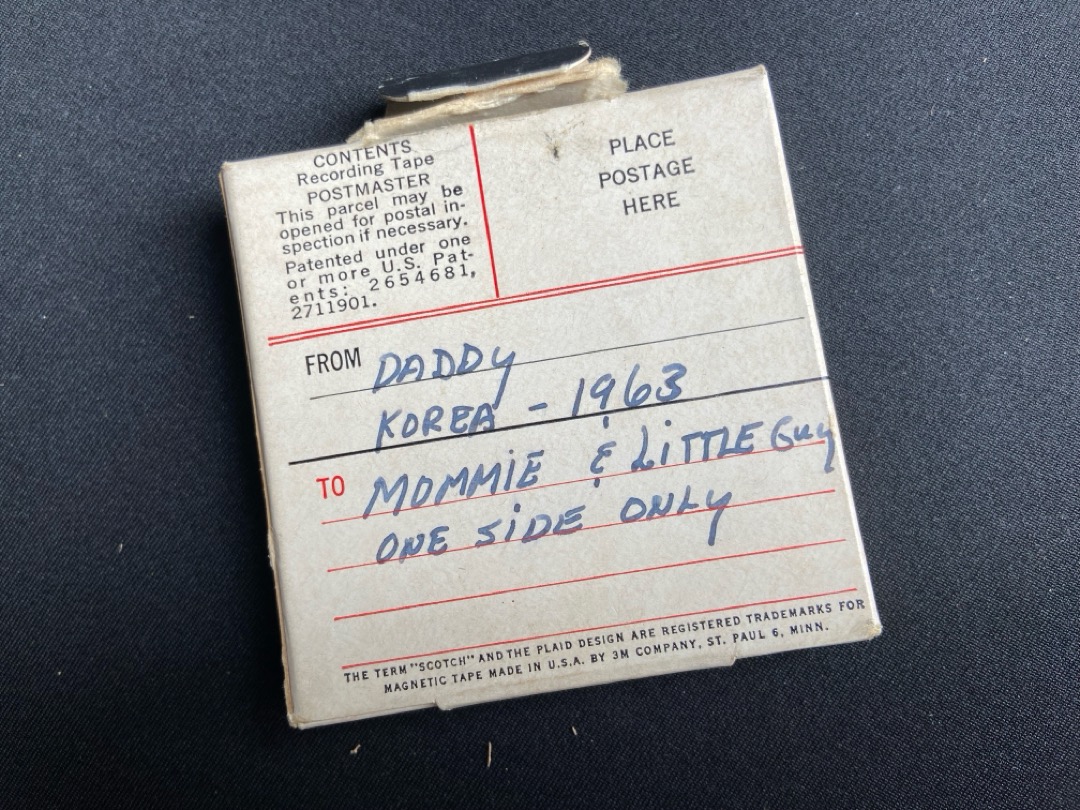 CONTENTS
Recording Tape
POSTMASTER
This parcel may be
opened for postal in-
spection if necessary.
Patented under one
or more U.S. Pat-
ents: 2654681,
2711901.
PLACE
POSTAGE
HERE
FROM DADDY
KOREA - 1963
TO MOMMIE & LITTLE GUY
ONE SIDE ONLY
THE TERM "SCOTCH" AND THE PLAID DESIGN ARE REGISTERED TRADEMARKS FOR
MAGNETIC TAPE MADE IN U.S.A. BY 3M COMPANY, ST. PAUL 6, MINN.